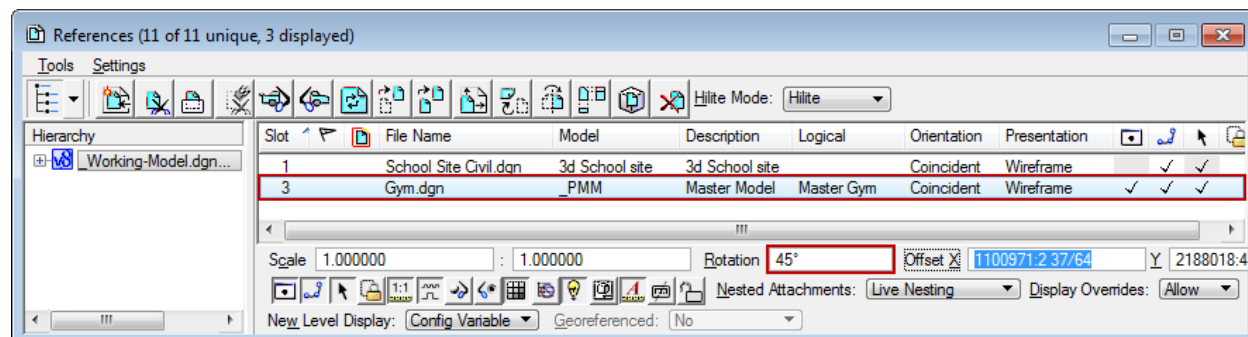 References (11 of 11 unique, 3 displayed)
Tools Settings
Hilite Mode: Hilite
Hierarchy Slot File Name Model Description Logical Orientation Presentation
_Working-Model.dgn...
1 School Site Civil.dgn 3d School site 3d School site Coincident Wireframe
3 Gym.dgn _PMM Master Model Master Gym Coincident Wireframe
Scale 1.000000 : 1.000000 Rotation 45° Offset X 1100971:2 37/64 Y 2188018:4
1:1 Nested Attachments: Live Nesting Display Overrides: Allow
New Level Display: Config Variable Georeferenced: No